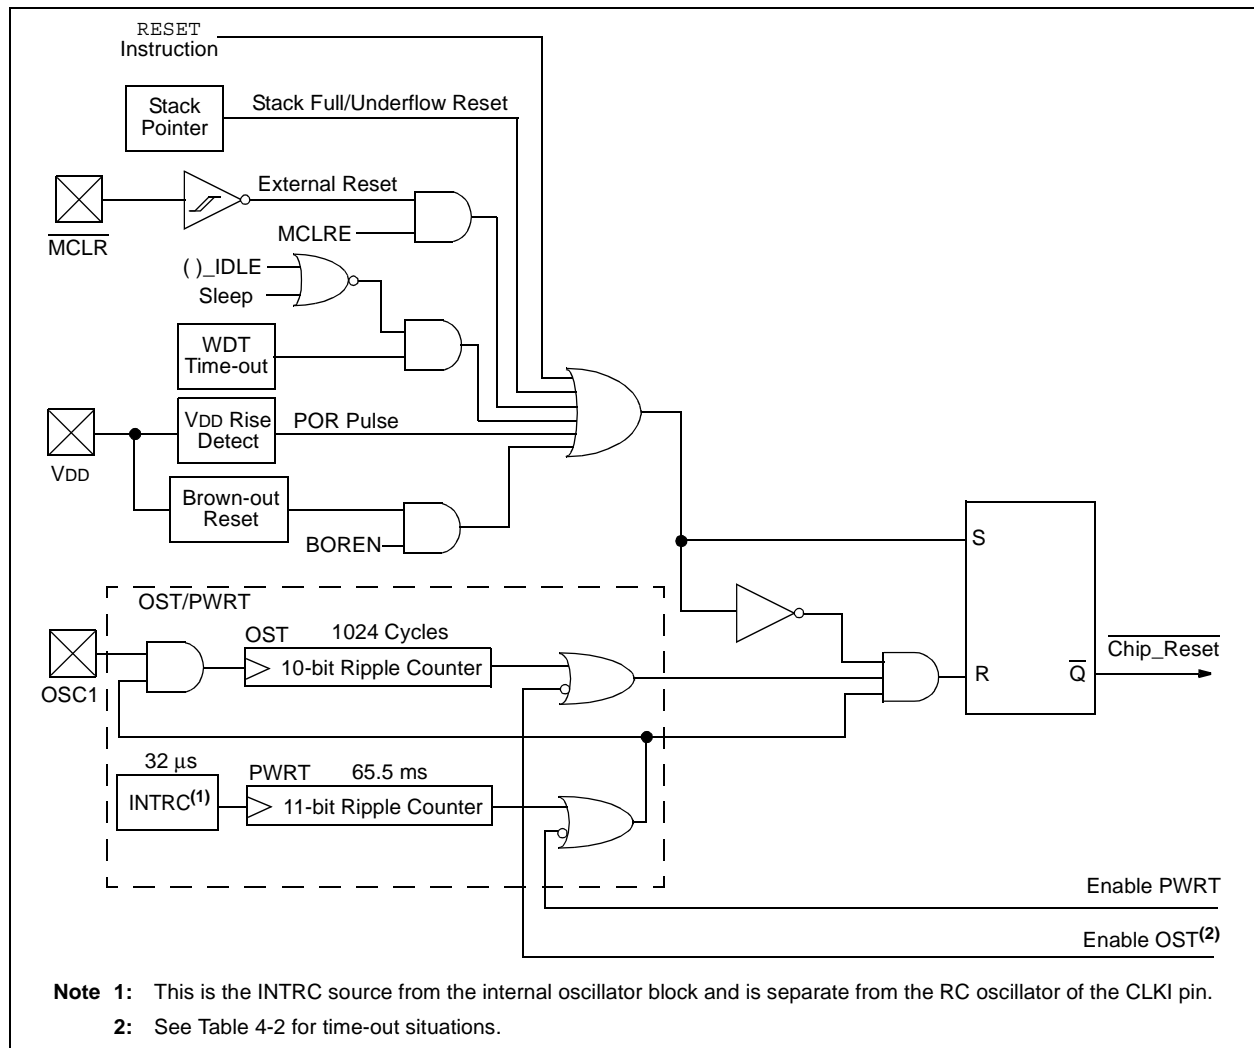 RESET
Instruction
Stack
Pointer
Stack Full/Underflow Reset
MCLR
External Reset
MCLRE
( )_IDLE
Sleep
WDT
Time-out
VDD
VDD Rise
Detect
POR Pulse
Brown-out
Reset
BOREN
S
R
Q
Chip_Reset
OST/PWRT
OSC1
OST
1024 Cycles
10-bit Ripple Counter
32 μs
INTRC(1)
PWRT
65.5 ms
11-bit Ripple Counter
Enable PWRT
Enable OST(2)
Note 1: This is the INTRC source from the internal oscillator block and is separate from the RC oscillator of the CLKI pin.
2: See Table 4-2 for time-out situations.